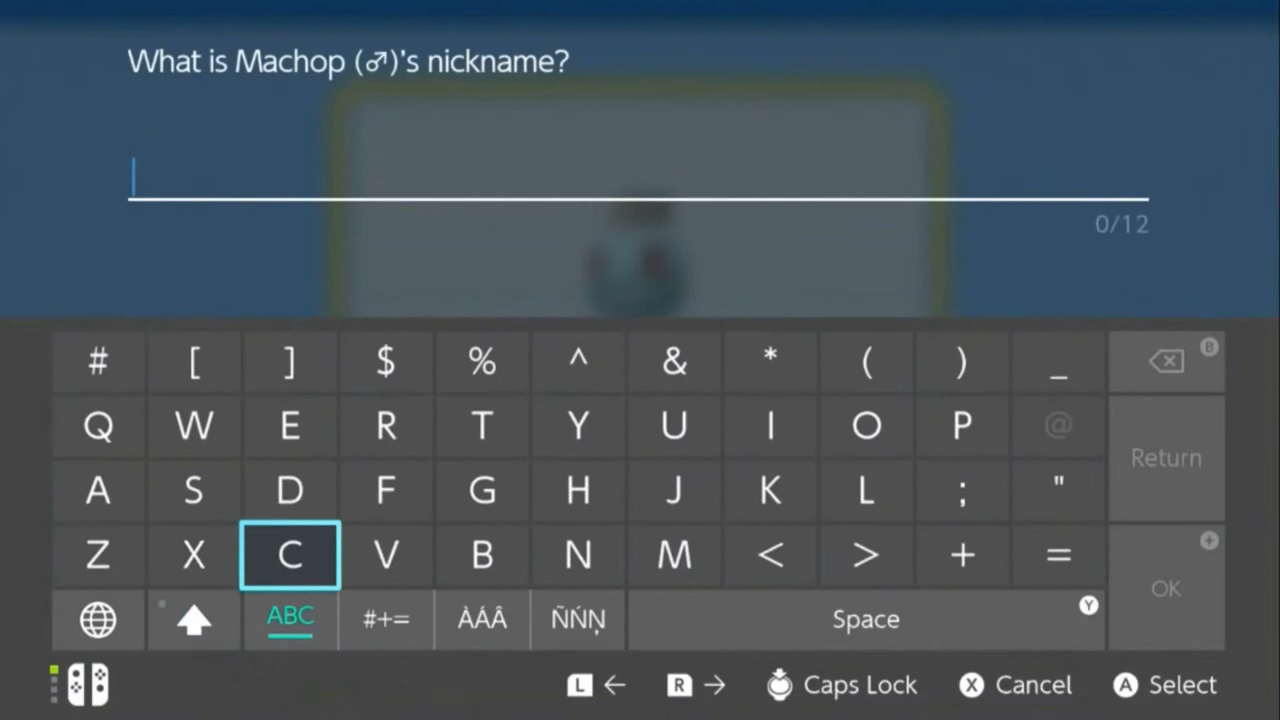 What is Machop (♂)'s nickname?
0/12
# [ ] $ % ^ & * ( ) _ B
Q W E R T Y U I O P @ Return
A S D F G H J K L ; "
Z X C V B N M < > + = OK
ABC #+= ÀÁÂ ÑŃŅ Space Y
L ← R → Caps Lock X Cancel A Select